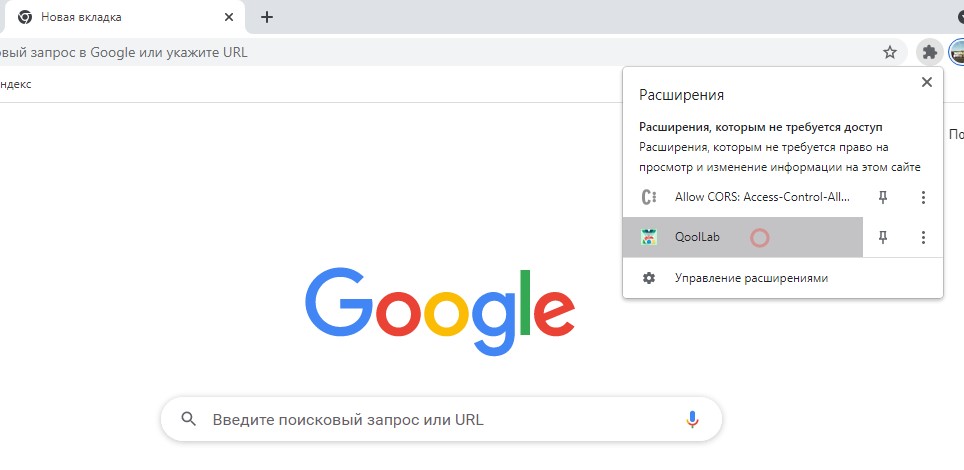 Новая вкладка
вый запрос в Google или укажите URL
ндекс
Расширения
Расширения, которым не требуется доступ
Расширения, которым не требуется право на
просмотр и изменение информации на этом сайте
Allow CORS: Access-Control-All...
QoolLab
Управление расширениями
По
Google
Введите поисковый запрос или URL